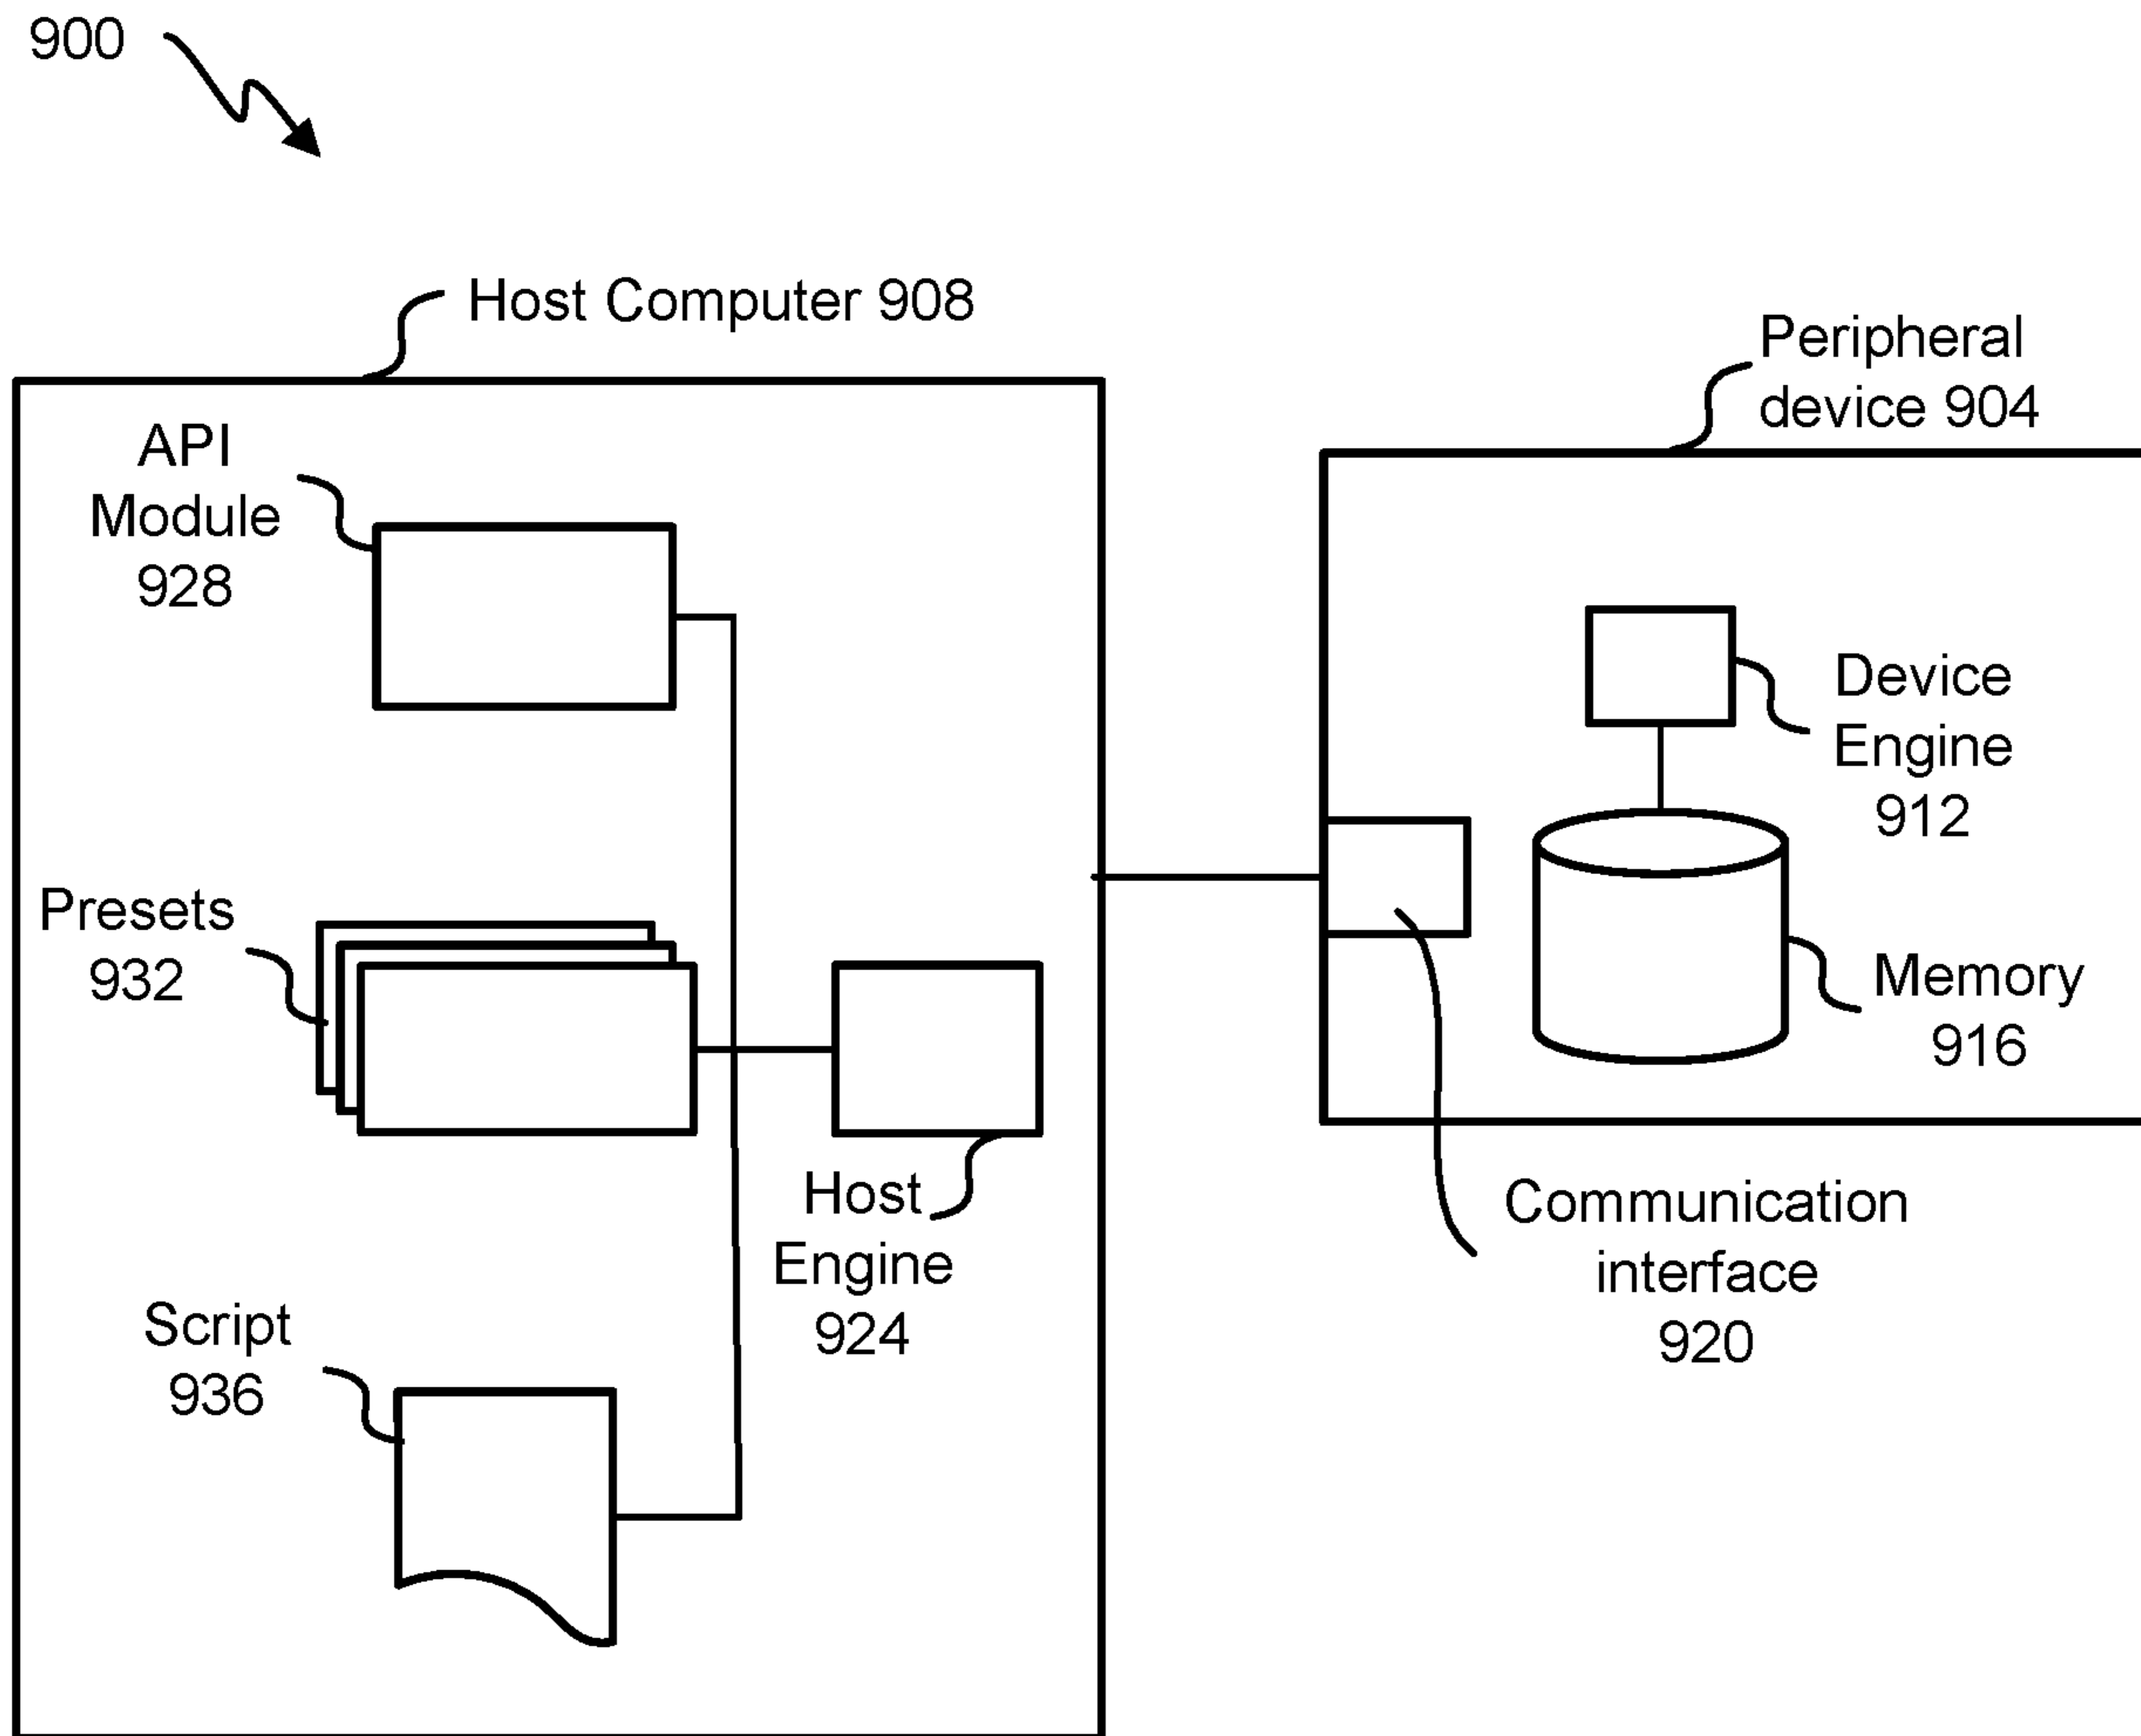 900
Host Computer 908
Peripheral
device 904
API
Module
928
Device
Engine
912
Presets
932
Memory
916
Host
Engine
924
Communication
interface
920
Script
936